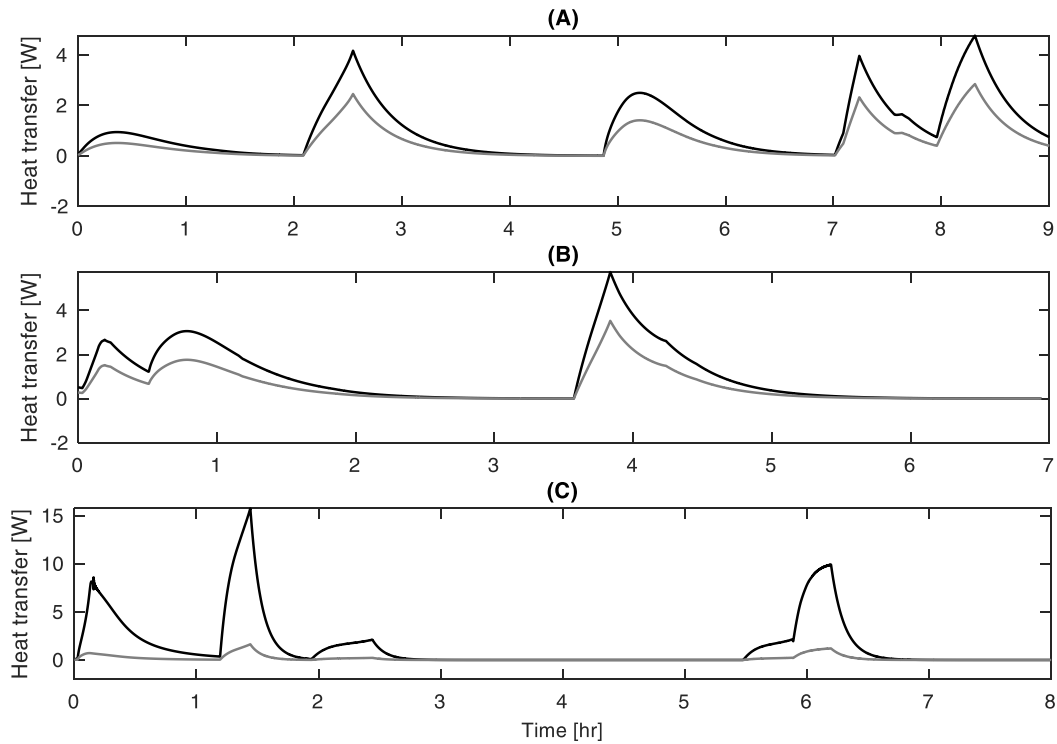 (A)
Heat transfer [W]
4
2
0
-2
0 1 2 3 4 5 6 7 8 9
(B)
Heat transfer [W]
4
2
0
-2
0 1 2 3 4 5 6 7
(C)
Heat transfer [W]
15
10
5
0
0 1 2 3 4 5 6 7 8
Time [hr]